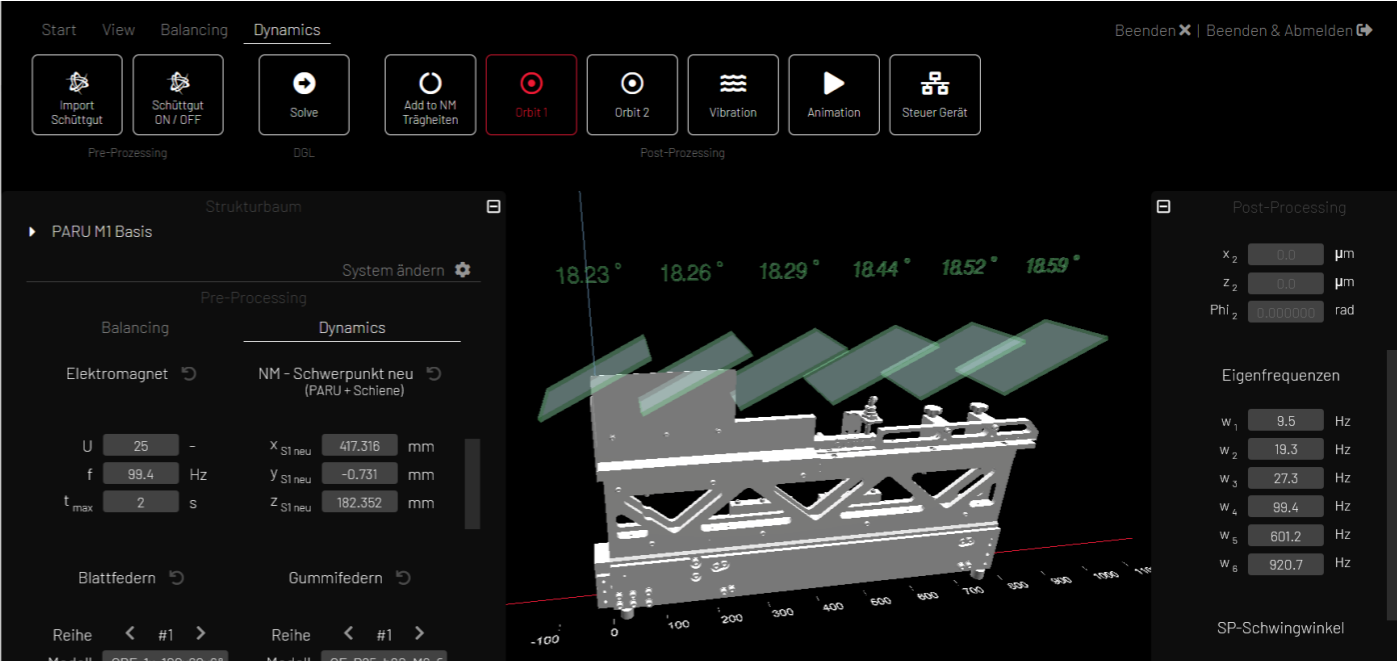 Start View Balancing Dynamics
Beenden | Beenden & Abmelden
Import
Schüttgut
Schüttgut
ON / OFF
Solve
Add to NM
Trägheiten
Orbit 1
Orbit 2
Vibration
Animation
Steuer Gerät
Pre-Prozessing DGL Post-Prozessing
Strukturbaum
PARU M1 Basis
System ändern
Pre-Processing
Balancing Dynamics
Elektromagnet
NM - Schwerpunkt neu
(PARU + Schiene)
U 25 -
f 99.4 Hz
t max 2 s
x S1 neu 417.316 mm
y S1 neu -0.731 mm
z S1 neu 182.352 mm
Blattfedern Gummifedern
Reihe #1 Reihe #1
18.23 ° 18.26 ° 18.29 ° 18.44 ° 18.52 ° 18.59 °
-100 0 100 200 300 400 500 600 700 800 900 1000
Post-Processing
x 2 0.0 µm
z 2 0.0 µm
Phi 2 0.000000 rad
Eigenfrequenzen
w 1 9.5 Hz
w 2 19.3 Hz
w 3 27.3 Hz
w 4 99.4 Hz
w 5 601.2 Hz
w 6 920.7 Hz
SP-Schwingwinkel